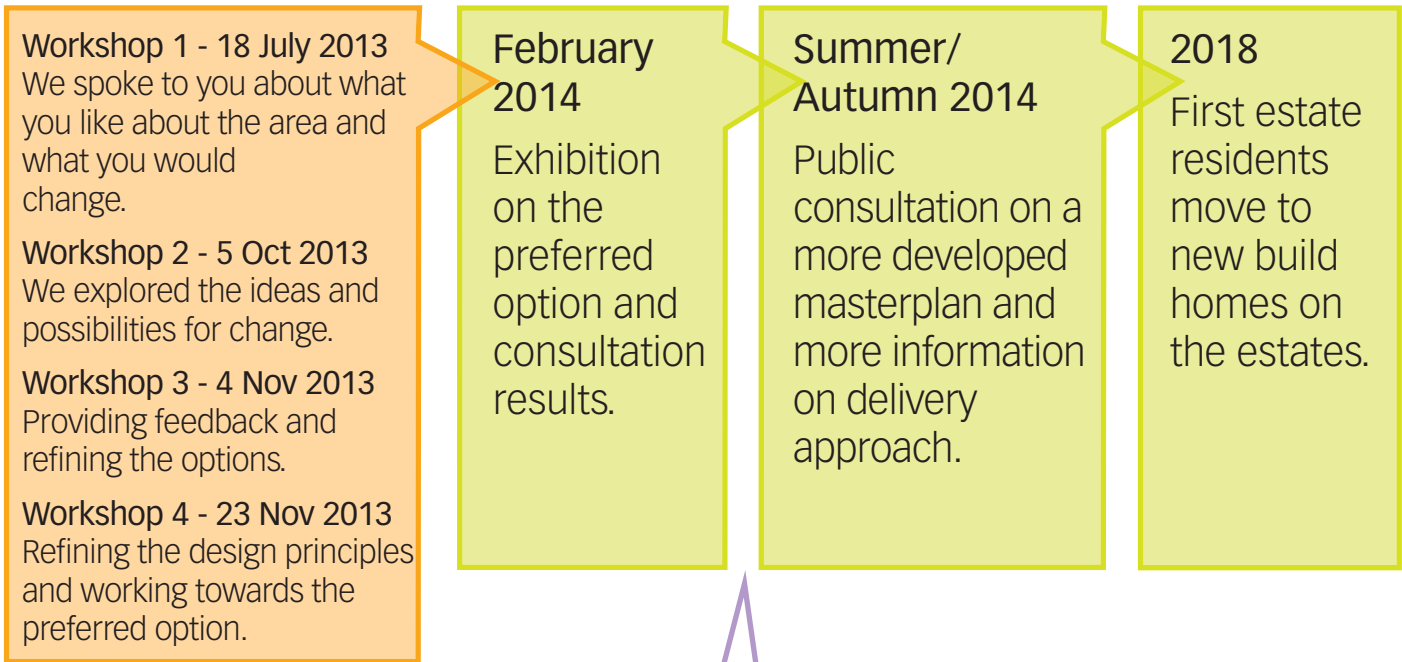 Workshop 1 - 18 July 2013
We spoke to you about what
you like about the area and
what you would
change.
Workshop 2 - 5 Oct 2013
We explored the ideas and
possibilities for change.
Workshop 3 - 4 Nov 2013
Providing feedback and
refining the options.
Workshop 4 - 23 Nov 2013
Refining the design principles
and working towards the
preferred option.
February
2014
Exhibition
on the
preferred
option and
consultation
results.
Summer/
Autumn 2014
Public
consultation on a
more developed
masterplan and
more information
on delivery
approach.
2018
First estate
residents
move to
new build
homes on
the estates.